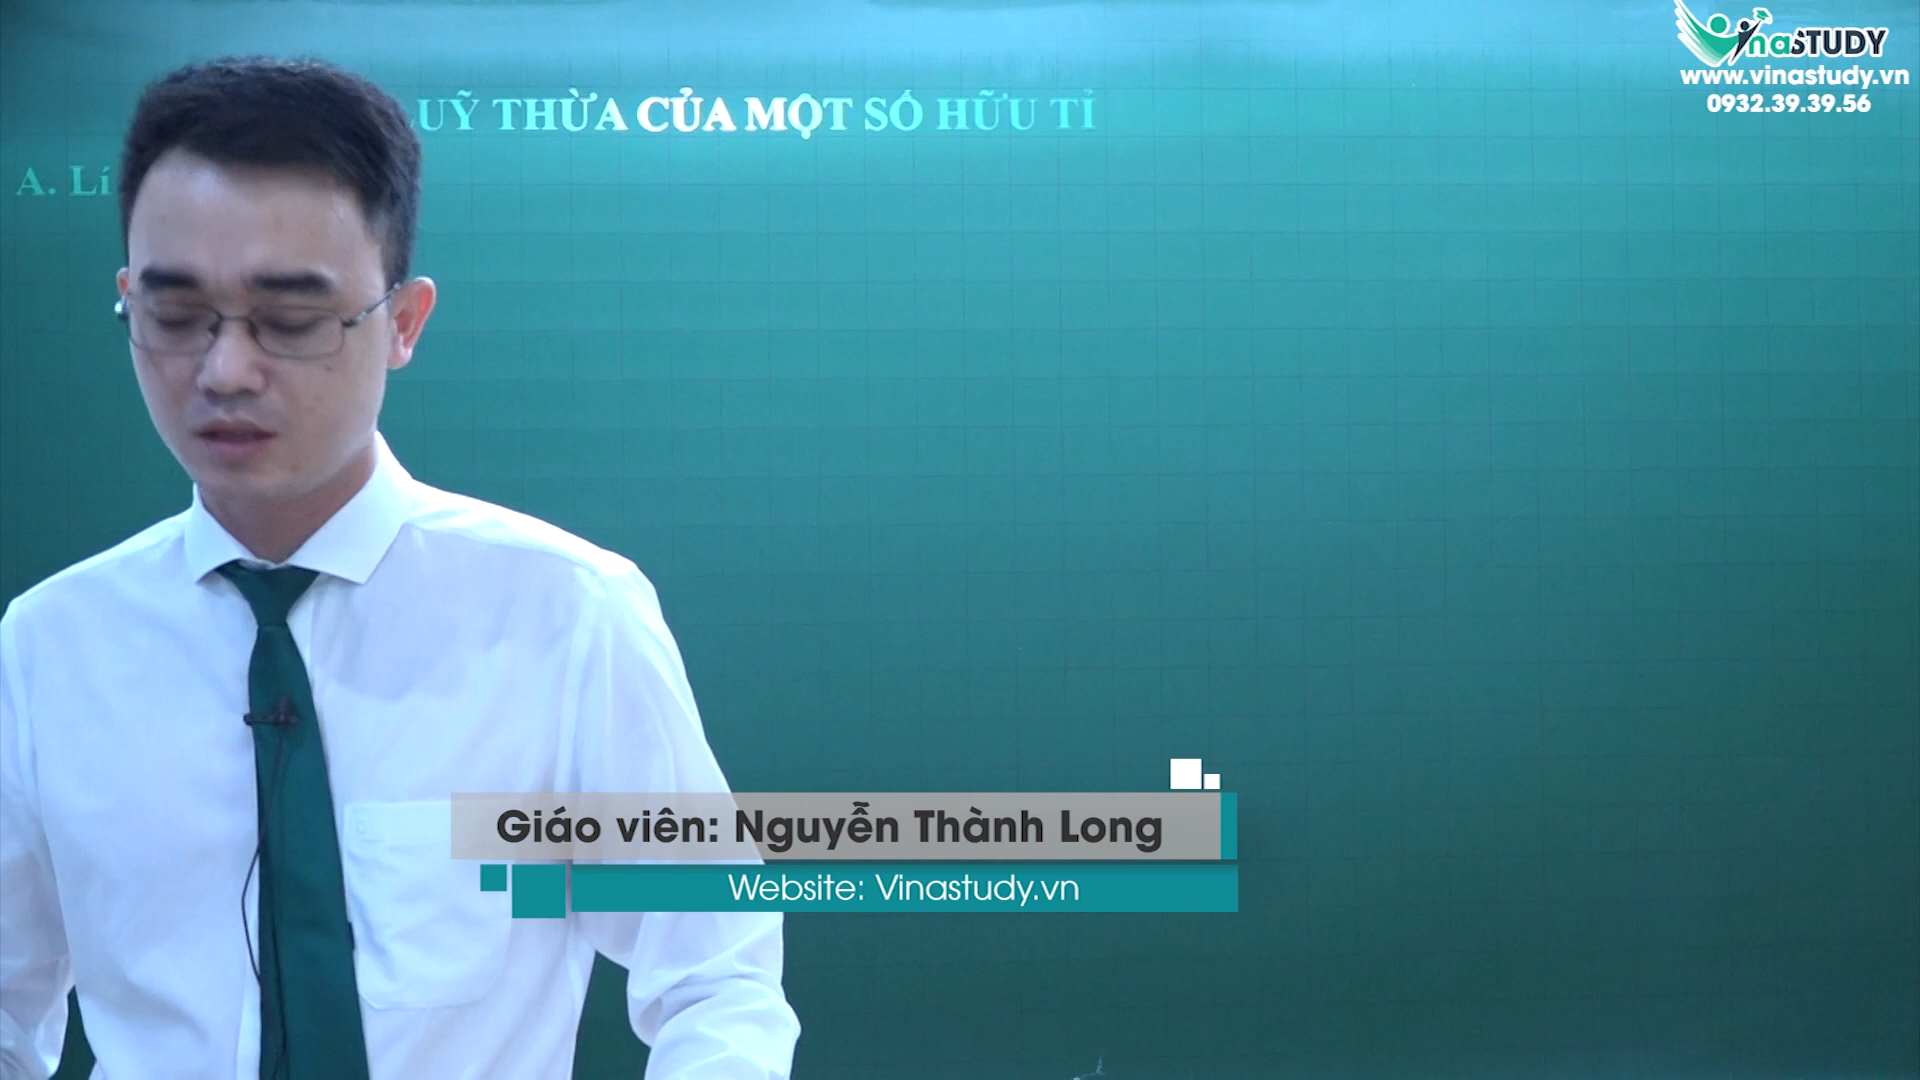 VinaSTUDY
www.vinastudy.vn
0932.39.39.56
THỪA CỦA MỘT SỐ HỮU TỈ
A. Lí
Giáo viên: Nguyễn Thành Long
Website: Vinastudy.vn